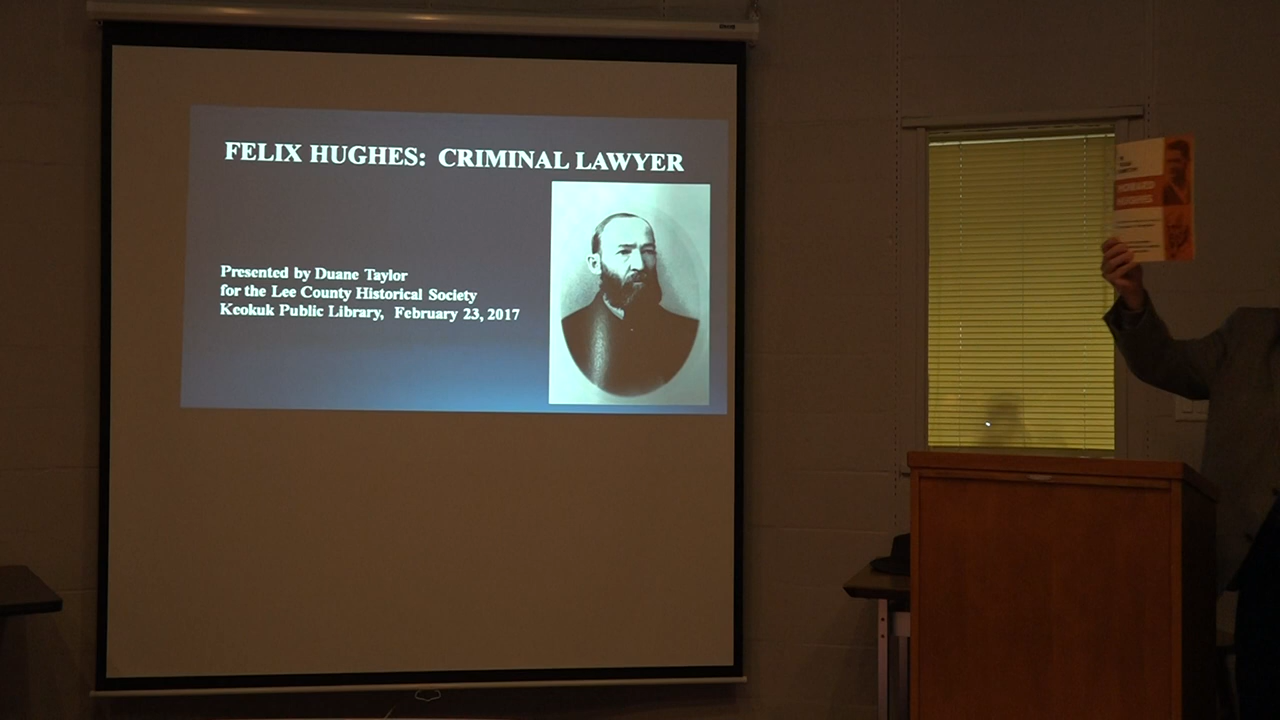 FELIX HUGHES: CRIMINAL LAWYER
Presented by Duane Taylor
for the Lee County Historical Society
Keokuk Public Library, February 23, 2017
HOWARD
HUGHES